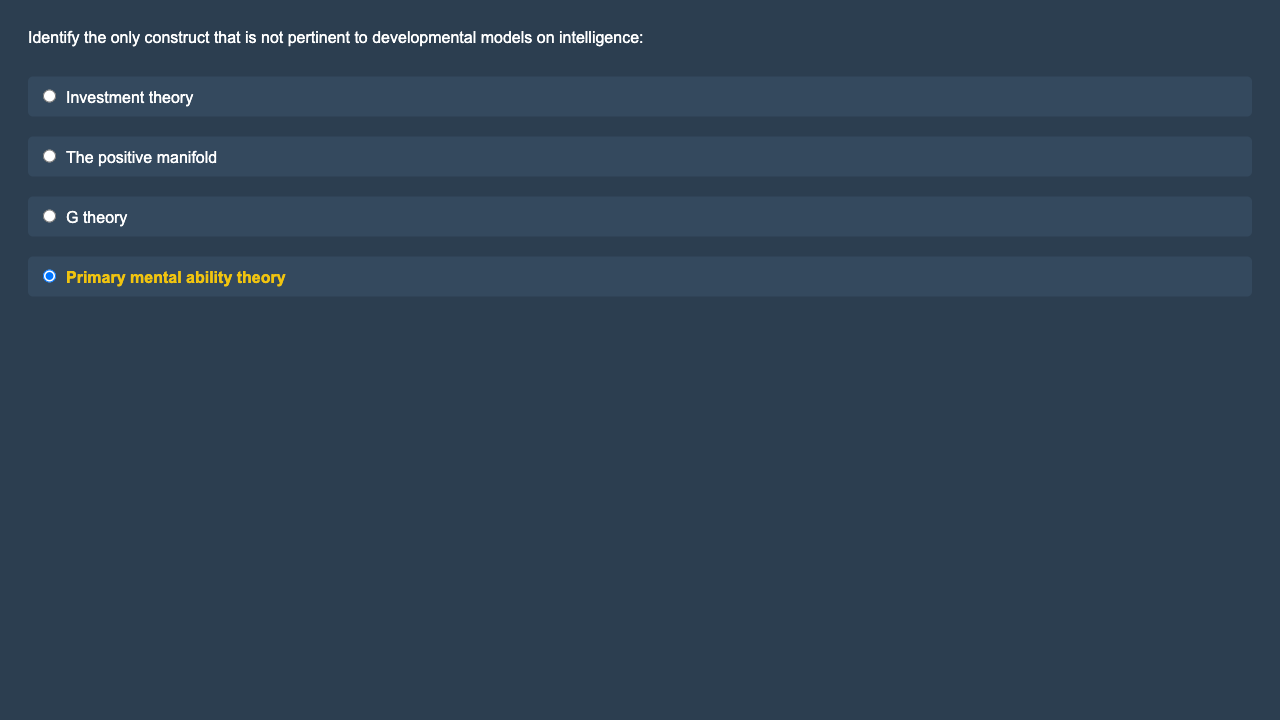 Identify the only construct that is not pertinent to developmental models on intelligence:
Investment theory
The positive manifold
G theory
Primary mental ability theory